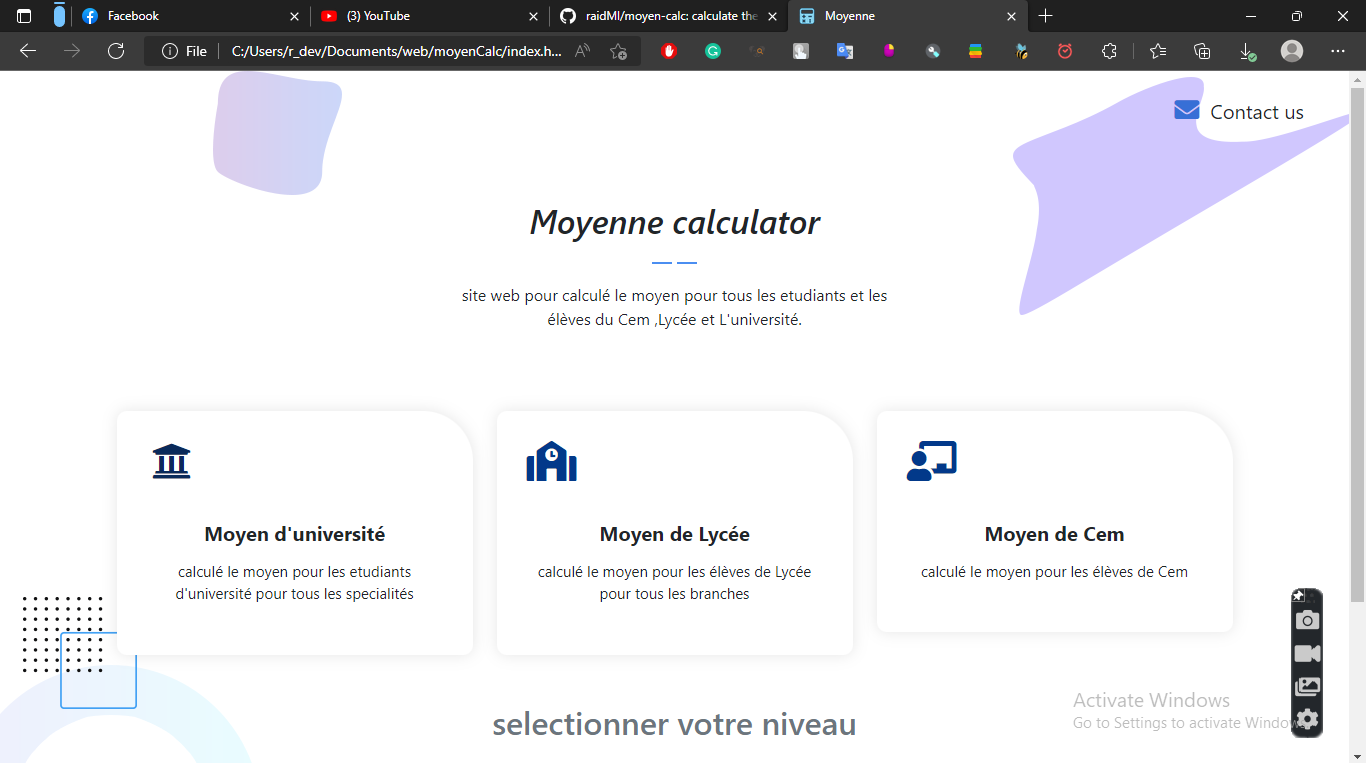 Facebook
(3) YouTube
raidMl/moyen-calc: calculate the
Moyenne
File
C:/Users/r_dev/Documents/web/moyenCalc/index.h...
Contact us
Moyenne calculator
site web pour calculé le moyen pour tous les etudiants et les
élèves du Cem ,Lycée et L'université.
Moyen d'université
calculé le moyen pour les etudiants
d'université pour tous les specialités
Moyen de Lycée
calculé le moyen pour les élèves de Lycée
pour tous les branches
Moyen de Cem
calculé le moyen pour les élèves de Cem
selectionner votre niveau
Activate Windows
Go to Settings to activate Windows